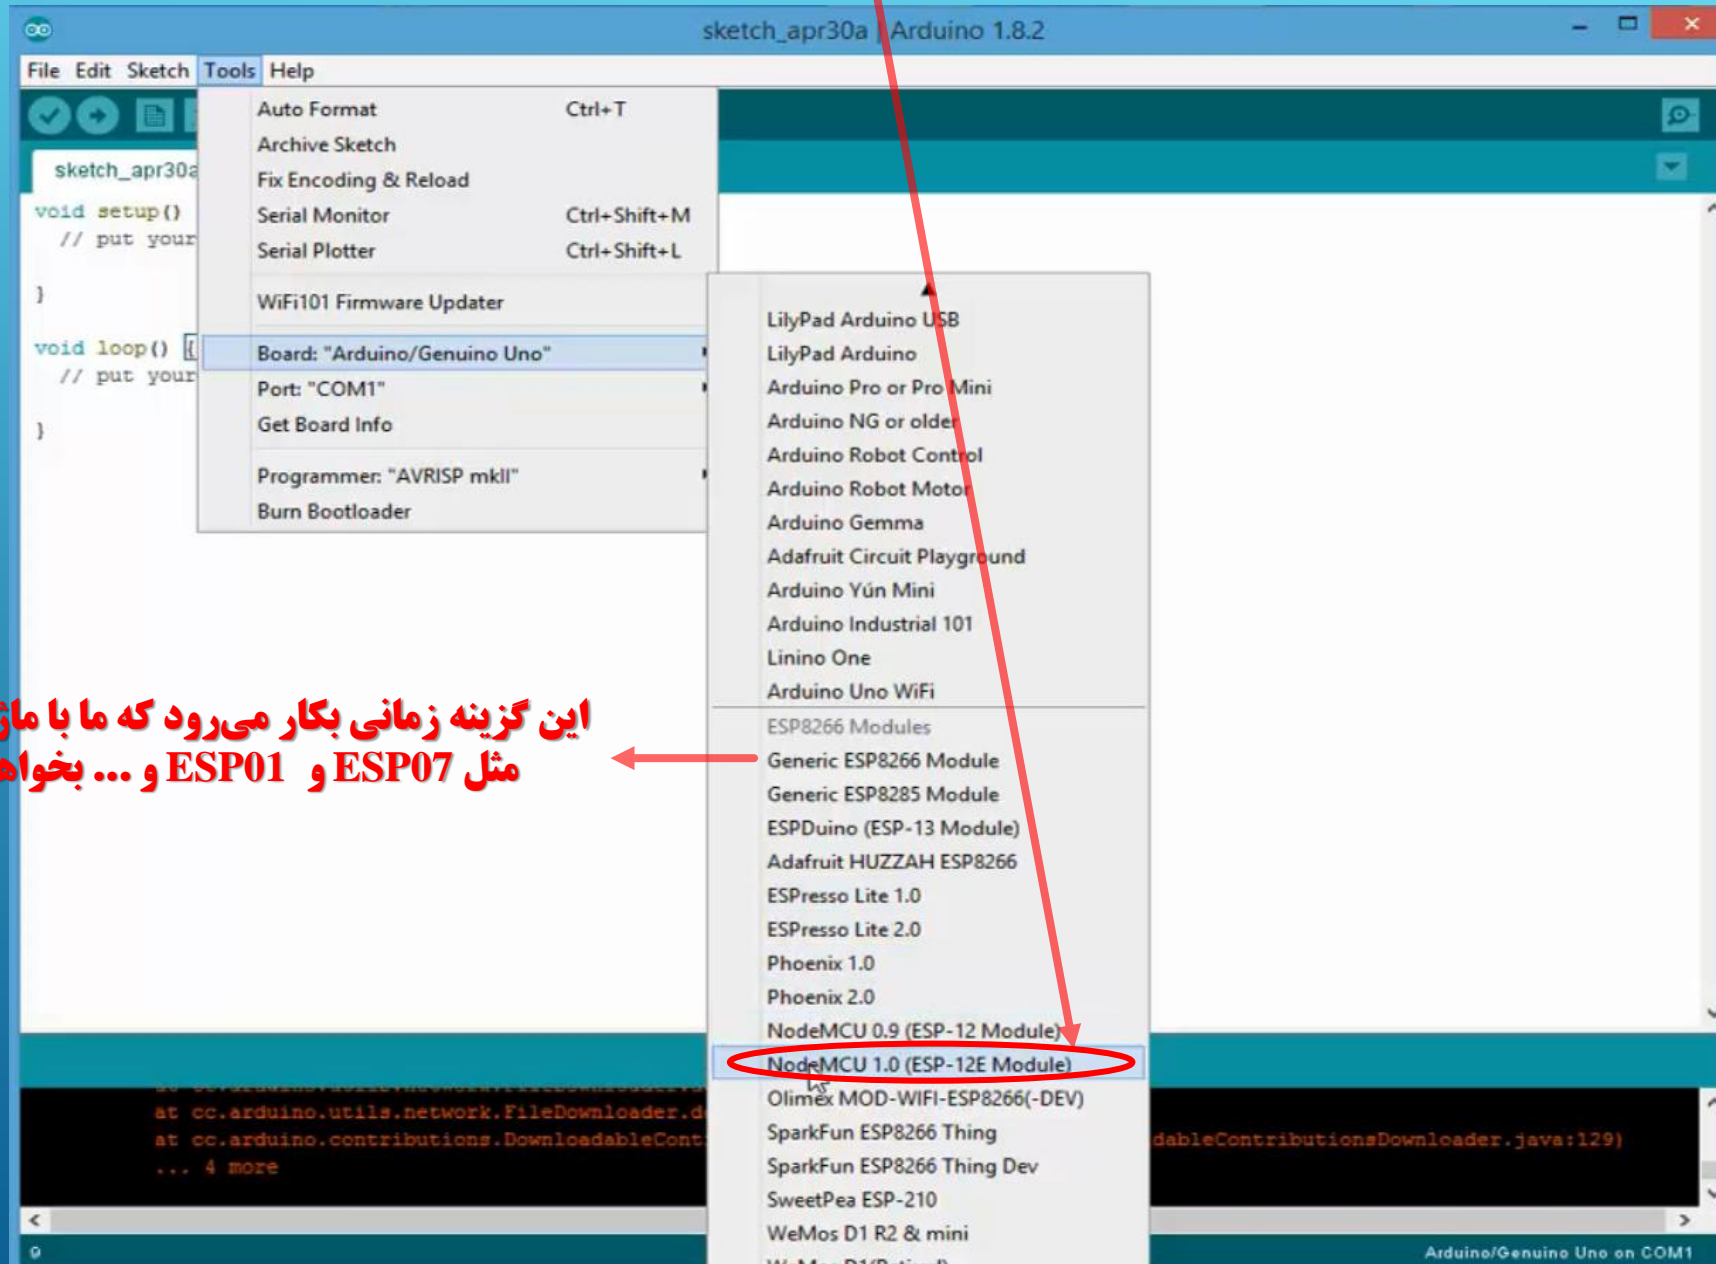 sketch_apr30a | Arduino 1.8.2
File Edit Sketch Tools Help
Auto Format Ctrl+T
Archive Sketch
Fix Encoding & Reload
Serial Monitor Ctrl+Shift+M
Serial Plotter Ctrl+Shift+L
WiFi101 Firmware Updater
Board: "Arduino/Genuino Uno"
Port: "COM1"
Get Board Info
Programmer: "AVRISP mkII"
Burn Bootloader
sketch_apr30a
void setup()
// put your
}
void loop() {
// put your
}
LilyPad Arduino USB
LilyPad Arduino
Arduino Pro or Pro Mini
Arduino NG or older
Arduino Robot Control
Arduino Robot Motor
Arduino Gemma
Adafruit Circuit Playground
Arduino Yún Mini
Arduino Industrial 101
Linino One
Arduino Uno WiFi
ESP8266 Modules
Generic ESP8266 Module
Generic ESP8285 Module
ESPDuino (ESP-13 Module)
Adafruit HUZZAH ESP8266
ESPresso Lite 1.0
ESPresso Lite 2.0
Phoenix 1.0
Phoenix 2.0
NodeMCU 0.9 (ESP-12 Module)
NodeMCU 1.0 (ESP-12E Module)
Olimex MOD-WIFI-ESP8266(-DEV)
SparkFun ESP8266 Thing
SparkFun ESP8266 Thing Dev
SweetPea ESP-210
WeMos D1 R2 & mini
این گزینه زمانی بکار می‌رود که ما با
مثل ESP07 و ESP01 و ...
at cc.arduino.utils.network.FileDownloader.d
at cc.arduino.contributions.DownloadableCont dableContributionsDownloader.java:129)
... 4 more
9
Arduino/Genuino Uno on COM1